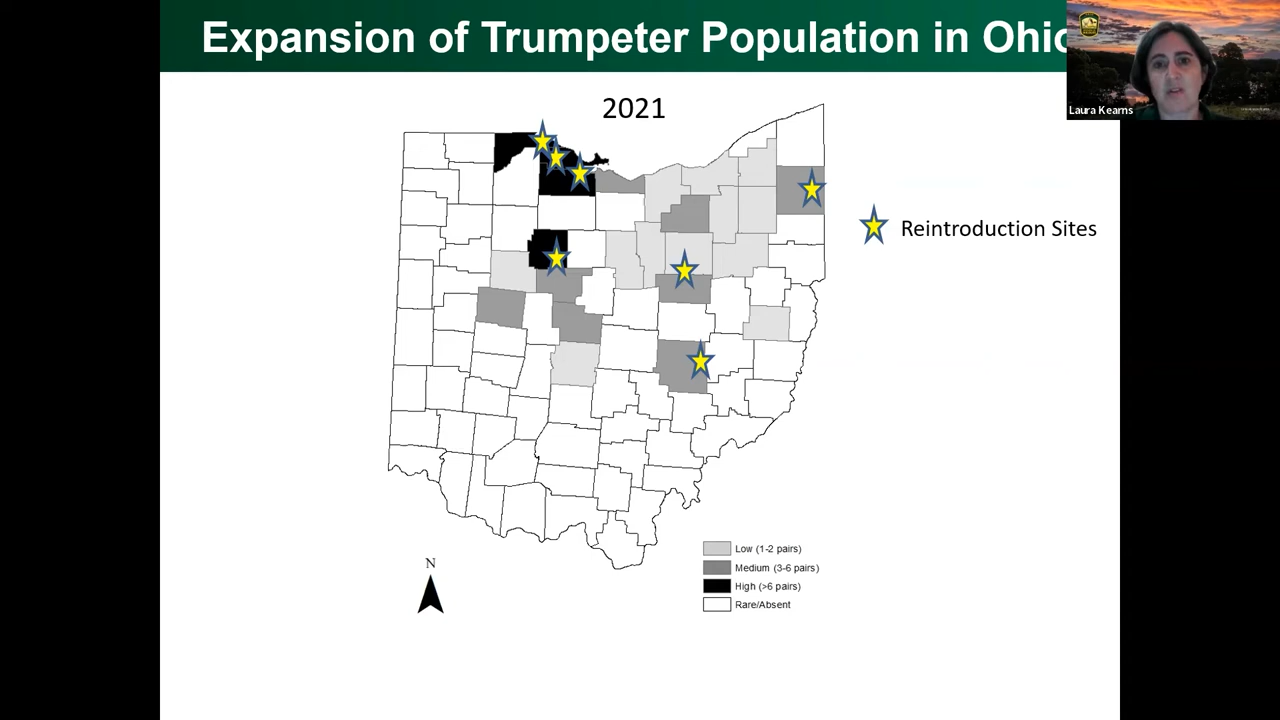 Expansion of Trumpeter Population in Ohio
Laura Kearns
2021
Reintroduction Sites
Low (1-2 pairs)
Medium (3-6 pairs)
High (>6 pairs)
Rare/Absent
N